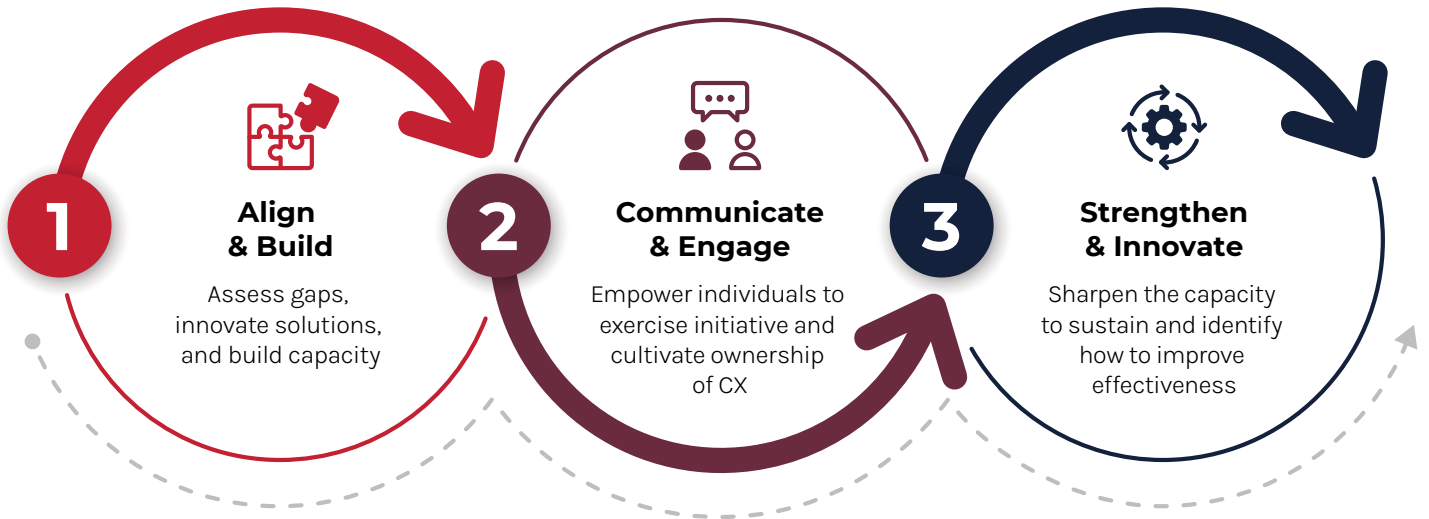 1
Align
& Build
Assess gaps,
innovate solutions,
and build capacity
2
Communicate
& Engage
Empower individuals to
exercise initiative and
cultivate ownership
of CX
3
Strengthen
& Innovate
Sharpen the capacity
to sustain and identify
how to improve
effectiveness